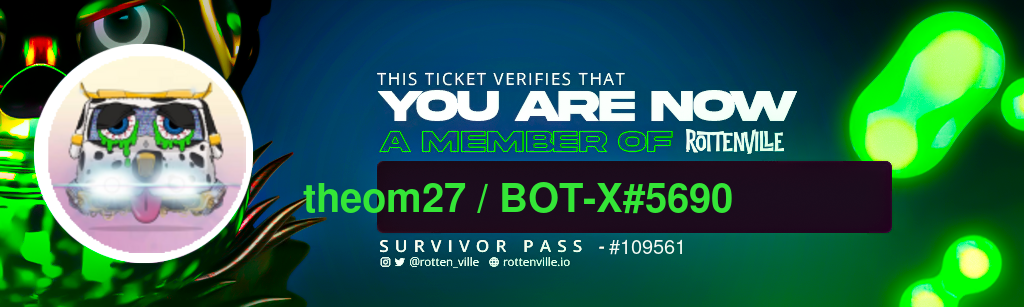 THIS TICKET VERIFIES THAT
YOU ARE NOW
A MEMBER OF ROTTENVILLE
theom27 / BOT-X#5690
SURVIVOR PASS - #109561
@rotten_ville rottenville.io